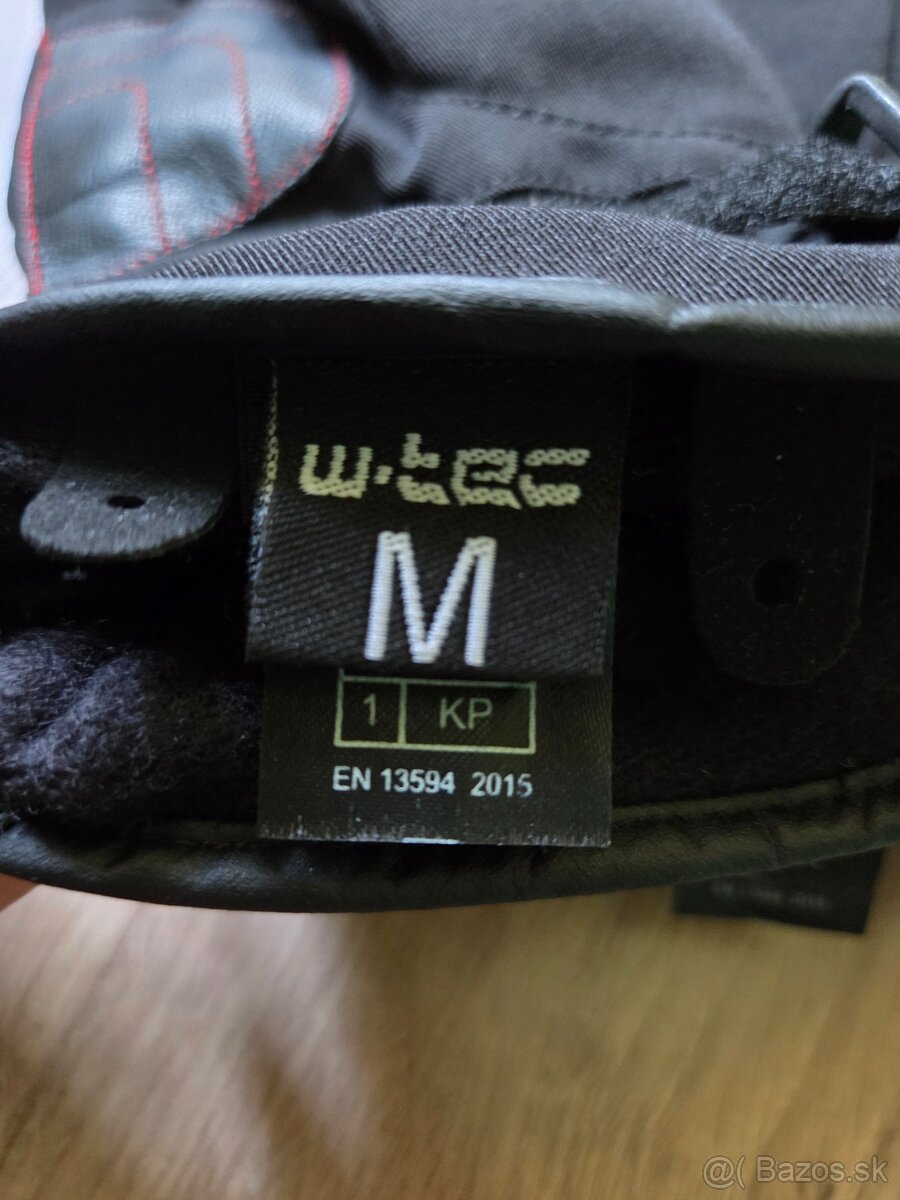 w·tec
M
1 KP
EN 13594 2015
@( Bazos.sk